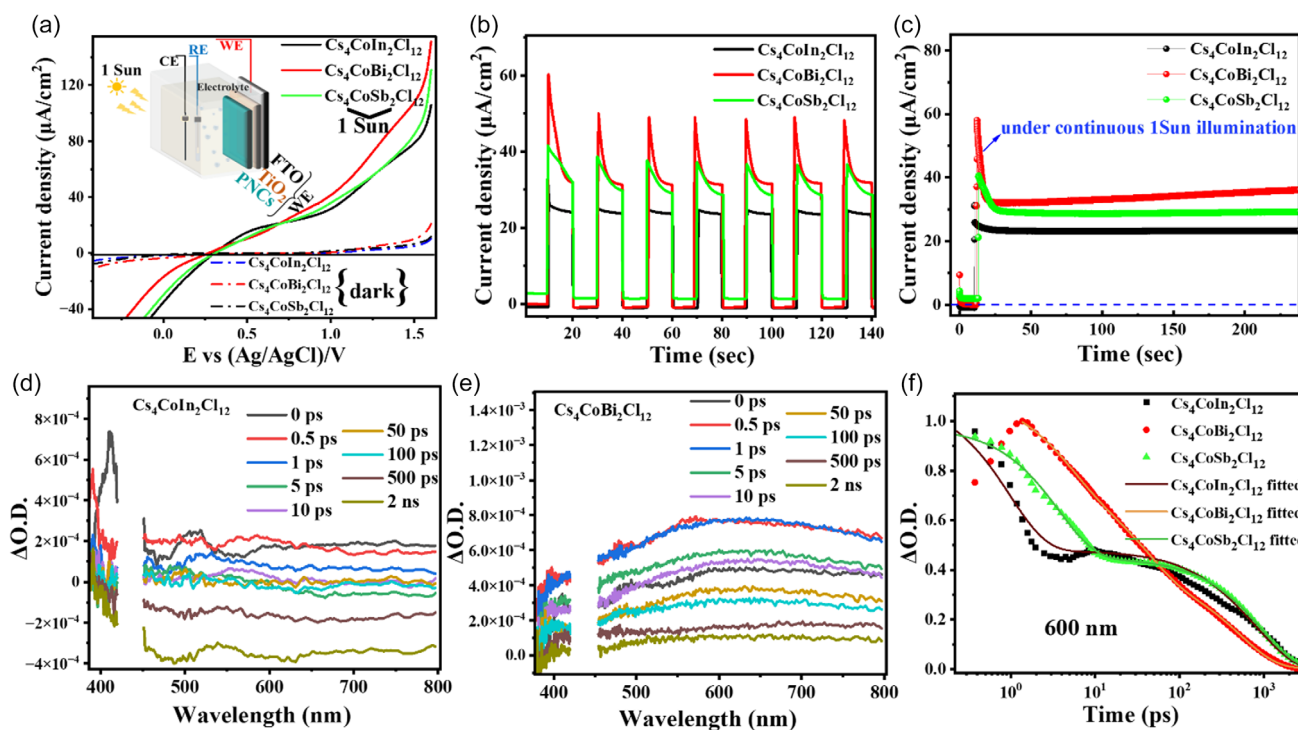 (a)
Current density (µA/cm²)
120
80
40
0
−40
0.0
0.5
1.0
1.5
E vs (Ag/AgCl)/V
1 Sun
CE
RE
WE
Electrolyte
FTO
TiO₂
PNCs
WE
Cs₄CoIn₂Cl₁₂
Cs₄CoBi₂Cl₁₂
Cs₄CoSb₂Cl₁₂
1 Sun
Cs₄CoIn₂Cl₁₂
Cs₄CoBi₂Cl₁₂
Cs₄CoSb₂Cl₁₂
{dark}
(b)
Current density (µA/cm²)
60
40
20
0
20
40
60
80
100
120
140
Time (sec)
Cs₄CoIn₂Cl₁₂
Cs₄CoBi₂Cl₁₂
Cs₄CoSb₂Cl₁₂
(c)
Current density (µA/cm²)
80
60
40
20
0
0
50
100
150
200
Time (sec)
Cs₄CoIn₂Cl₁₂
Cs₄CoBi₂Cl₁₂
Cs₄CoSb₂Cl₁₂
under continuous 1Sun illumination
(d)
ΔO.D.
8×10⁻⁴
6×10⁻⁴
4×10⁻⁴
2×10⁻⁴
0
−2×10⁻⁴
−4×10⁻⁴
400
500
600
700
800
Wavelength (nm)
Cs₄CoIn₂Cl₁₂
0 ps
0.5 ps
1 ps
5 ps
10 ps
50 ps
100 ps
500 ps
2 ns
(e)
ΔO.D.
1.4×10⁻³
1.2×10⁻³
1.0×10⁻³
8.0×10⁻⁴
6.0×10⁻⁴
4.0×10⁻⁴
2.0×10⁻⁴
0.0
400
500
600
700
800
Wavelength (nm)
Cs₄CoBi₂Cl₁₂
0 ps
0.5 ps
1 ps
5 ps
10 ps
50 ps
100 ps
500 ps
2 ns
(f)
ΔO.D.
1.0
0.8
0.6
0.4
0.2
0.0
10⁰
10¹
10²
10³
Time (ps)
Cs₄CoIn₂Cl₁₂
Cs₄CoBi₂Cl₁₂
Cs₄CoSb₂Cl₁₂
Cs₄CoIn₂Cl₁₂ fitted
Cs₄CoBi₂Cl₁₂ fitted
Cs₄CoSb₂Cl₁₂ fitted
600 nm